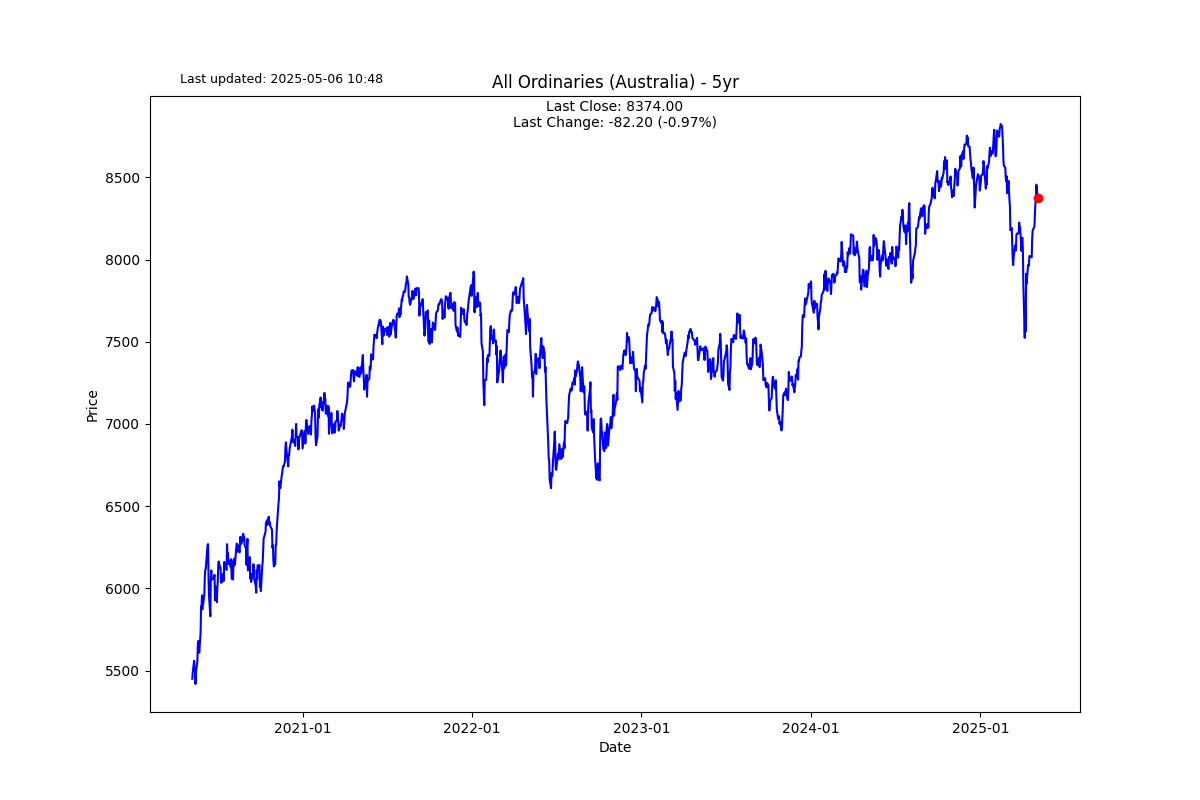 Last updated: 2025-05-06 10:48
All Ordinaries (Australia) - 5yr
Last Close: 8374.00
Last Change: -82.20 (-0.97%)
8500
8000
7500
7000
6500
6000
5500
Price
2021-01
2022-01
2023-01
2024-01
2025-01
Date